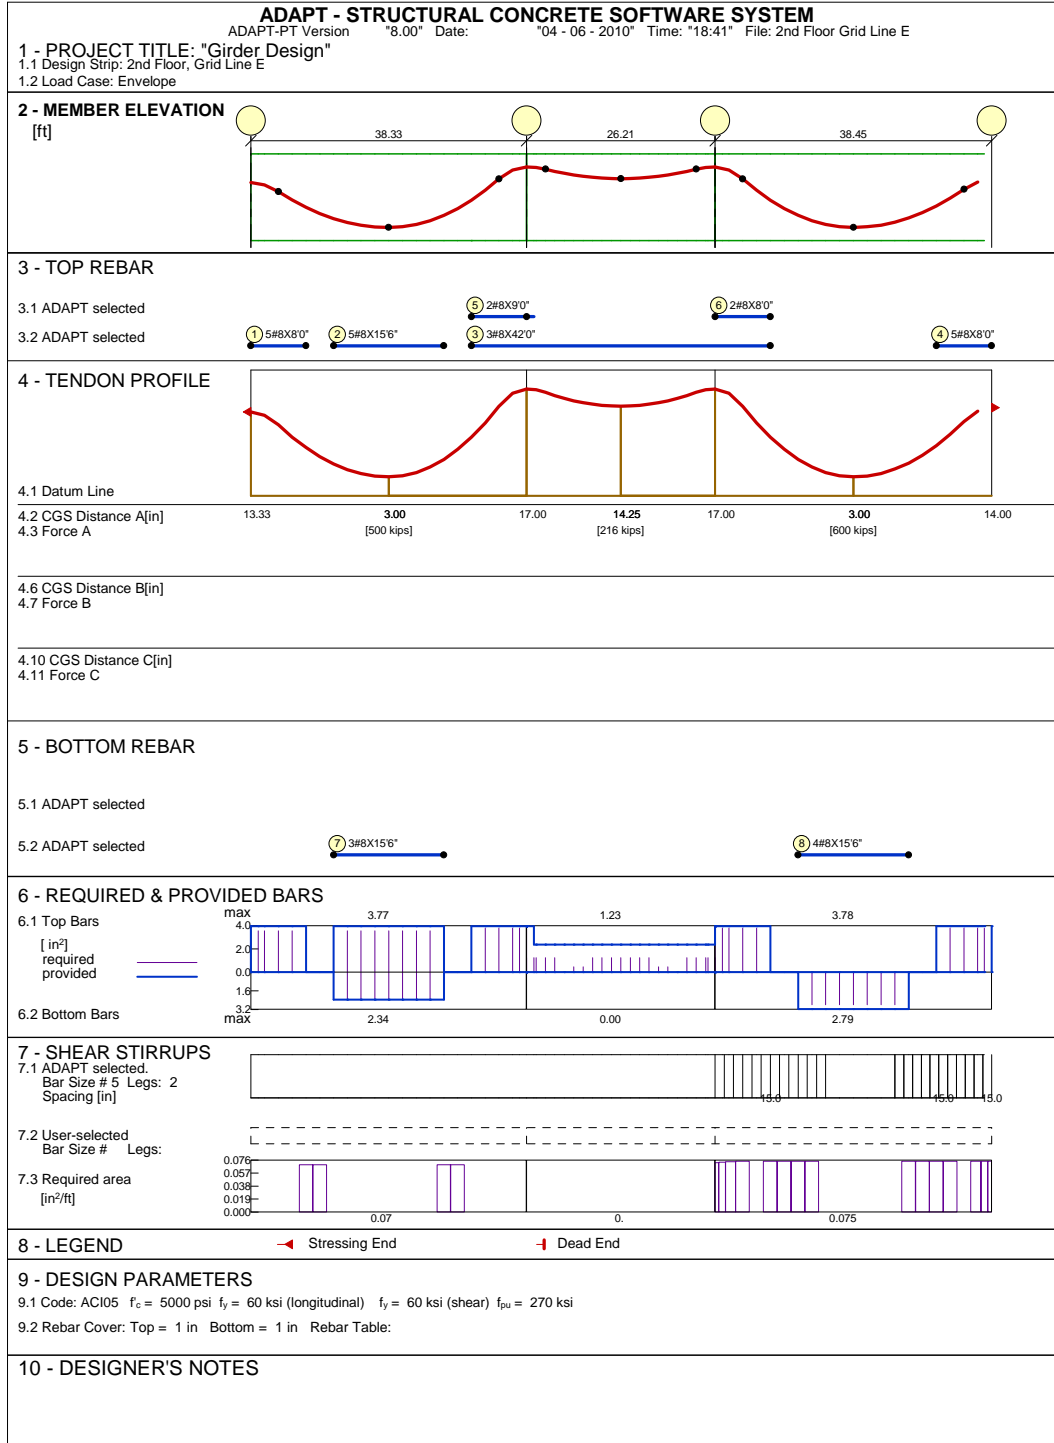 ADAPT - STRUCTURAL CONCRETE SOFTWARE SYSTEM
ADAPT-PT Version "8.00" Date: "04 - 06 - 2010" Time: "18:41" File: 2nd Floor Grid Line E
1 - PROJECT TITLE: "Girder Design"
1.1 Design Strip: 2nd Floor, Grid Line E
1.2 Load Case: Envelope
2 - MEMBER ELEVATION
[ft]
38.33 26.21 38.45
3 - TOP REBAR
3.1 ADAPT selected
5 2#8X9'0" 6 2#8X8'0"
3.2 ADAPT selected
1 5#8X8'0" 2 5#8X15'6" 3 3#8X42'0" 4 5#8X8'0"
4 - TENDON PROFILE
4.1 Datum Line
4.2 CGS Distance A[in] 13.33 3.00 17.00 14.25 17.00 3.00 14.00
4.3 Force A [500 kips] [216 kips] [600 kips]
4.6 CGS Distance B[in]
4.7 Force B
4.10 CGS Distance C[in]
4.11 Force C
5 - BOTTOM REBAR
5.1 ADAPT selected
5.2 ADAPT selected
7 3#8X15'6" 8 4#8X15'6"
6 - REQUIRED & PROVIDED BARS
6.1 Top Bars
max 3.77 1.23 3.78
4.0
[ in²]
required
provided
2.0
0.0
1.6
3.2
6.2 Bottom Bars
max 2.34 0.00 2.79
7 - SHEAR STIRRUPS
7.1 ADAPT selected.
Bar Size # 5 Legs: 2
Spacing [in] 15.0 15.0 15.0
7.2 User-selected
Bar Size # Legs:
7.3 Required area
[in²/ft]
0.076
0.057
0.038
0.019
0.000
0.07 0. 0.075
8 - LEGEND Stressing End Dead End
9 - DESIGN PARAMETERS
9.1 Code: ACI05 f'c = 5000 psi fy = 60 ksi (longitudinal) fy = 60 ksi (shear) fpu = 270 ksi
9.2 Rebar Cover: Top = 1 in Bottom = 1 in Rebar Table:
10 - DESIGNER'S NOTES